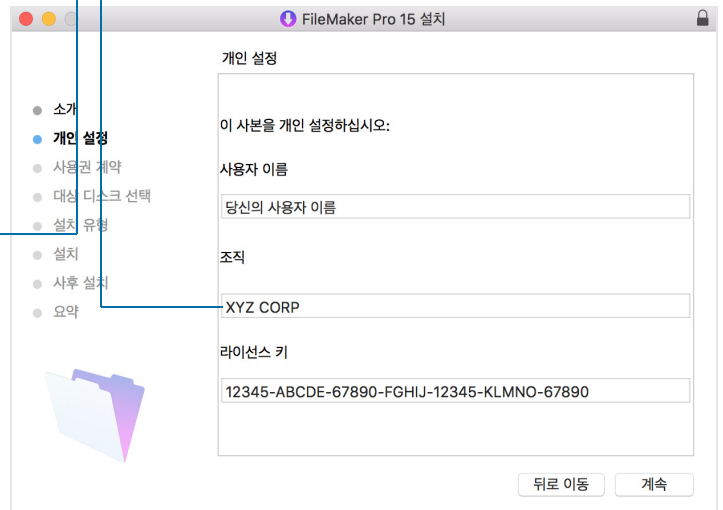 FileMaker Pro 15 설치
개인 설정
소개
개인 설정
사용권 계약
대상 디스크 선택
설치 유형
설치
사후 설치
요약
이 사본을 개인 설정하십시오:
사용자 이름
당신의 사용자 이름
조직
XYZ CORP
라이선스 키
12345-ABCDE-67890-FGHIJ-12345-KLMNO-67890
뒤로 이동
계속